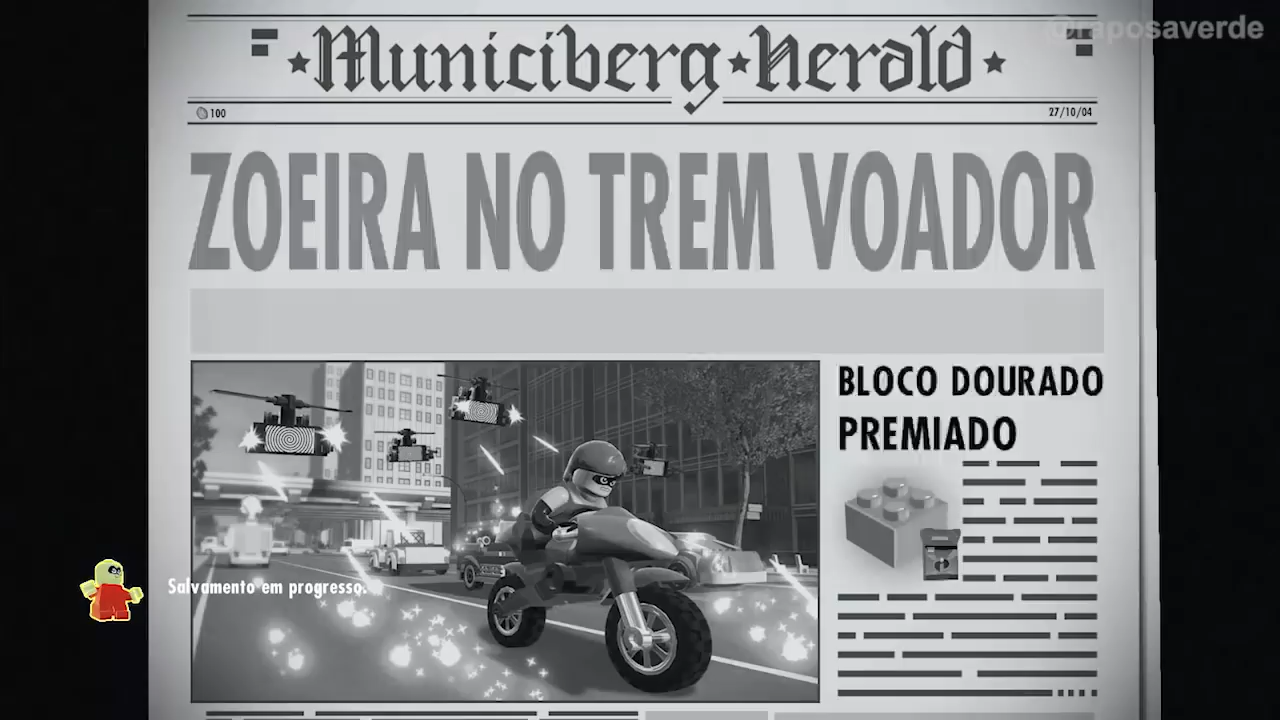 @raposaverde
Municiberg Herald
100
27/10/04
ZOEIRA NO TREM VOADOR
BLOCO DOURADO
PREMIADO
Salvamento em progresso.